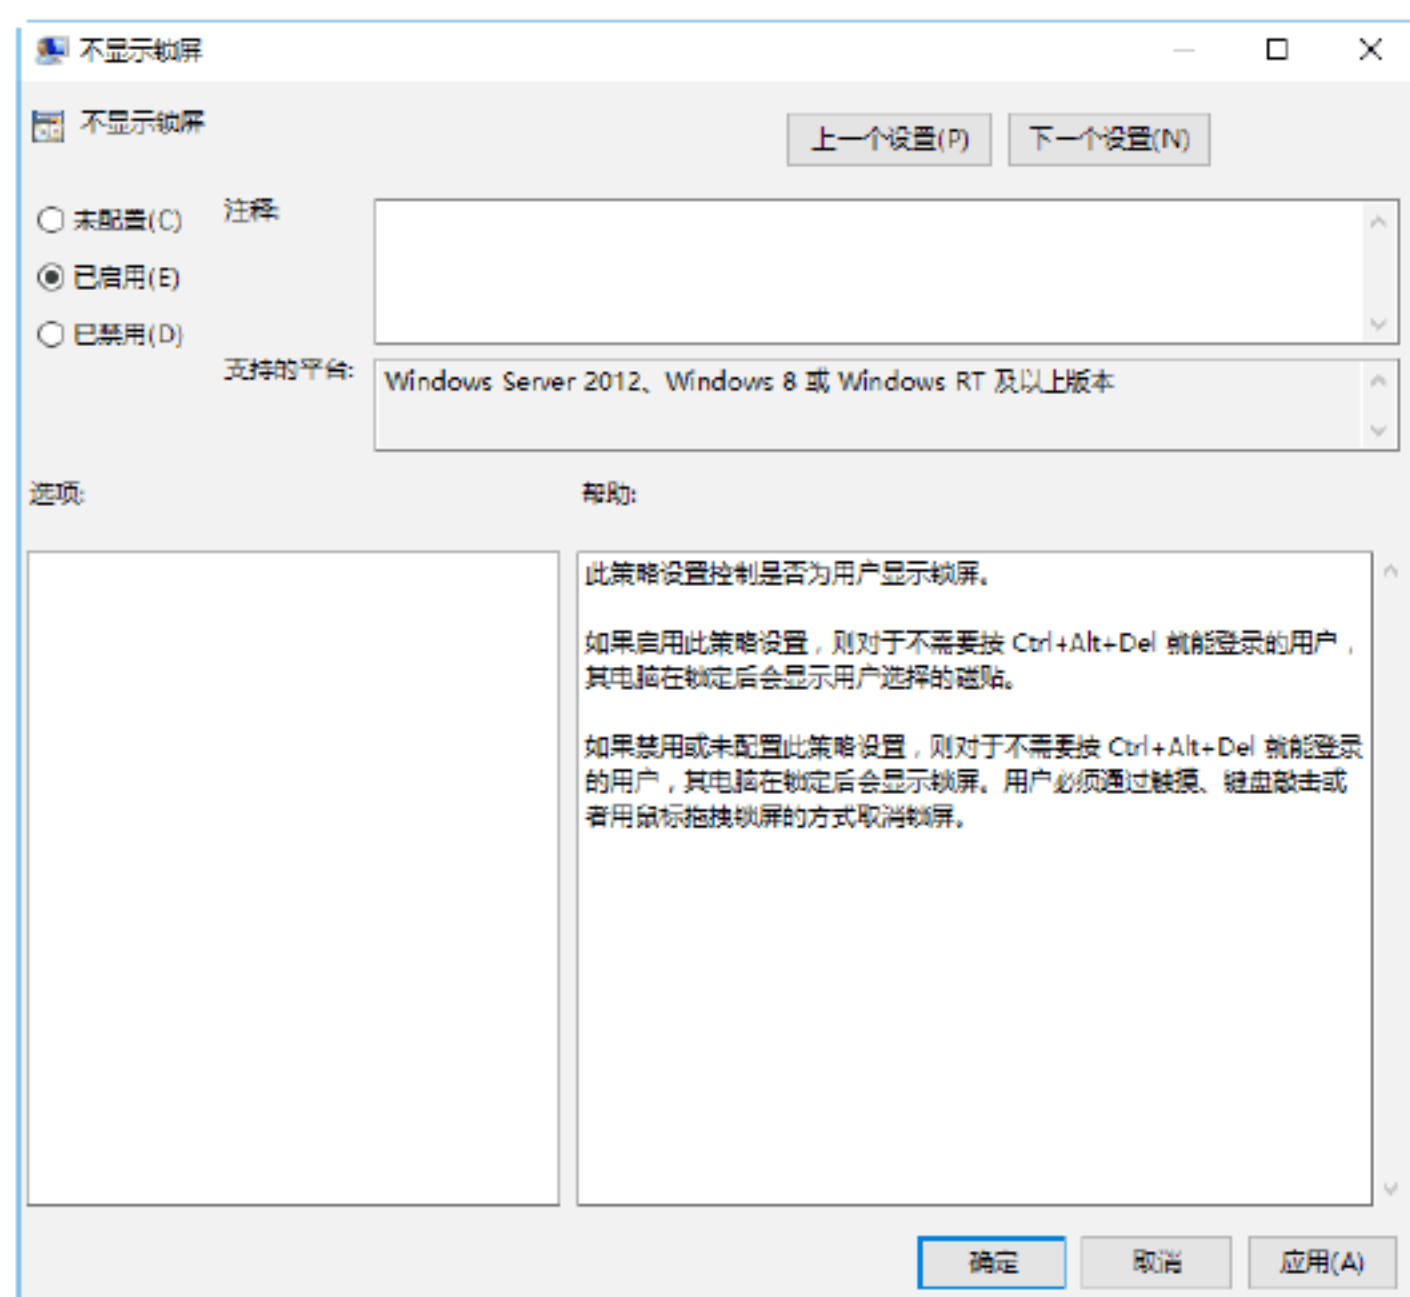 不显示锁屏
不显示锁屏
上一个设置(P)
下一个设置(N)
未配置(C)
注释:
已启用(E)
已禁用(D)
支持的平台:
Windows Server 2012、Windows 8 或 Windows RT 及以上版本
选项:
帮助:
此策略设置控制是否为用户显示锁屏。
如果启用此策略设置，则对于不需要按 Ctrl+Alt+Del 就能登录的用户，
其电脑在锁定后会显示用户选择的磁贴。
如果禁用或未配置此策略设置，则对于不需要按 Ctrl+Alt+Del 就能登录
的用户，其电脑在锁定后会显示锁屏。用户必须通过触摸、键盘敲击或
者用鼠标拖拽锁屏的方式取消锁屏。
确定
取消
应用(A)